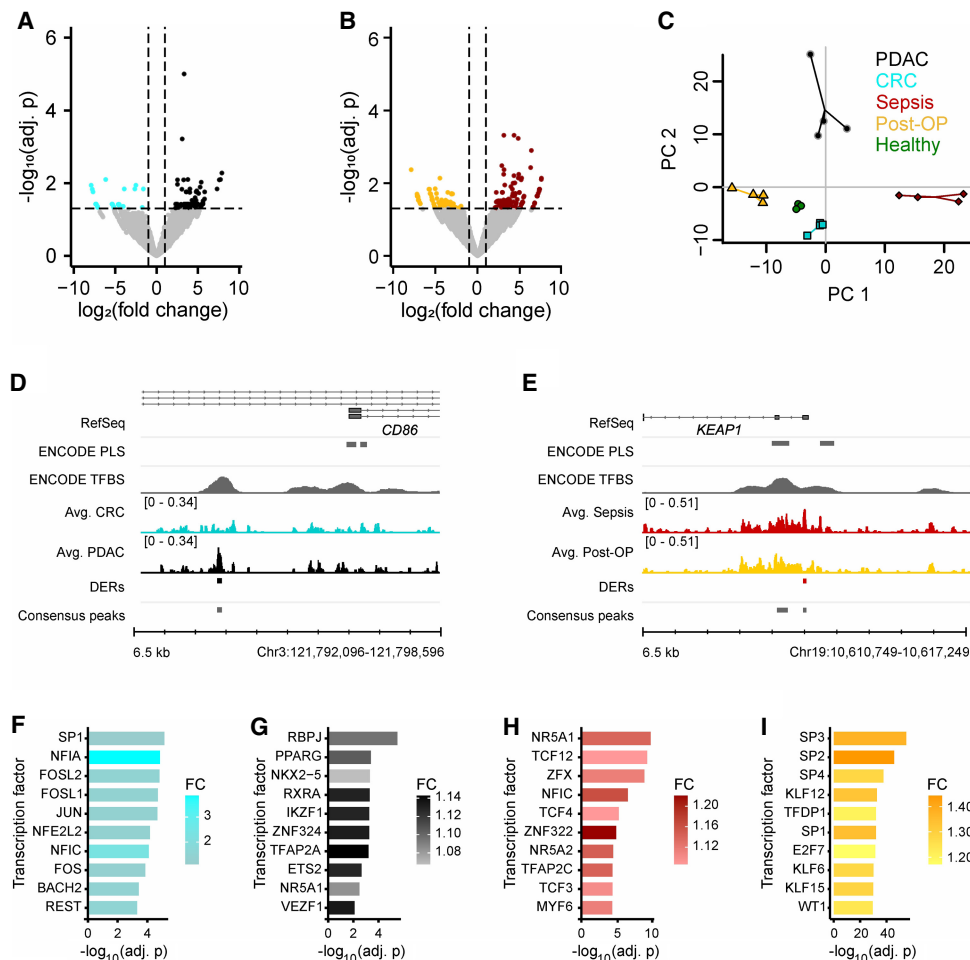 A
-log₁₀(adj. p)
6
4
2
0
−10 −5 0 5 10
log₂(fold change)
B
-log₁₀(adj. p)
6
4
2
0
−10 −5 0 5 10
log₂(fold change)
C
PDAC
CRC
Sepsis
Post-OP
Healthy
PC 2
20
10
0
−10
−10 0 10 20
PC 1
D
RefSeq
CD86
ENCODE PLS
ENCODE TFBS
[0 - 0.34]
Avg. CRC
[0 - 0.34]
Avg. PDAC
DERs
Consensus peaks
6.5 kb Chr3:121,792,096-121,798,596
E
RefSeq
KEAP1
ENCODE PLS
ENCODE TFBS
[0 - 0.51]
Avg. Sepsis
[0 - 0.51]
Avg. Post-OP
DERs
Consensus peaks
6.5 kb Chr19:10,610,749-10,617,249
F
Transcription factor
SP1
NFIA
FOSL2
FOSL1
JUN
NFE2L2
NFIC
FOS
BACH2
REST
0 2 4
-log₁₀(adj. p)
FC
3
2
G
Transcription factor
RBPJ
PPARG
NKX2−5
RXRA
IKZF1
ZNF324
TFAP2A
ETS2
NR5A1
VEZF1
0 2 4
-log₁₀(adj. p)
FC
1.14
1.12
1.10
1.08
H
Transcription factor
NR5A1
TCF12
ZFX
NFIC
TCF4
ZNF322
NR5A2
TFAP2C
TCF3
MYF6
0 5 10
-log₁₀(adj. p)
FC
1.20
1.16
1.12
I
Transcription factor
SP3
SP2
SP4
KLF12
TFDP1
SP1
E2F7
KLF6
KLF15
WT1
0 20 40
-log₁₀(adj. p)
FC
1.40
1.30
1.20